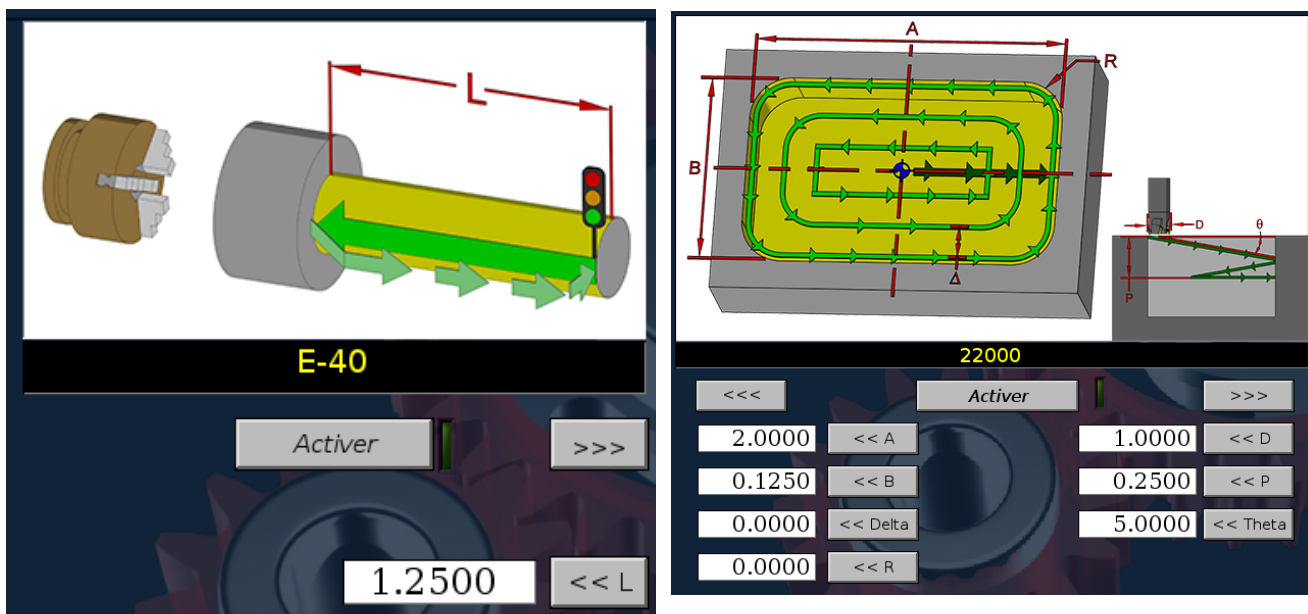 L
E-40
Activer
>>>
1.2500
<< L
A
R
B
Δ
D
θ
P
22000
<<<
Activer
>>>
2.0000
<< A
1.0000
<< D
0.1250
<< B
0.2500
<< P
0.0000
<< Delta
5.0000
<< Theta
0.0000
<< R